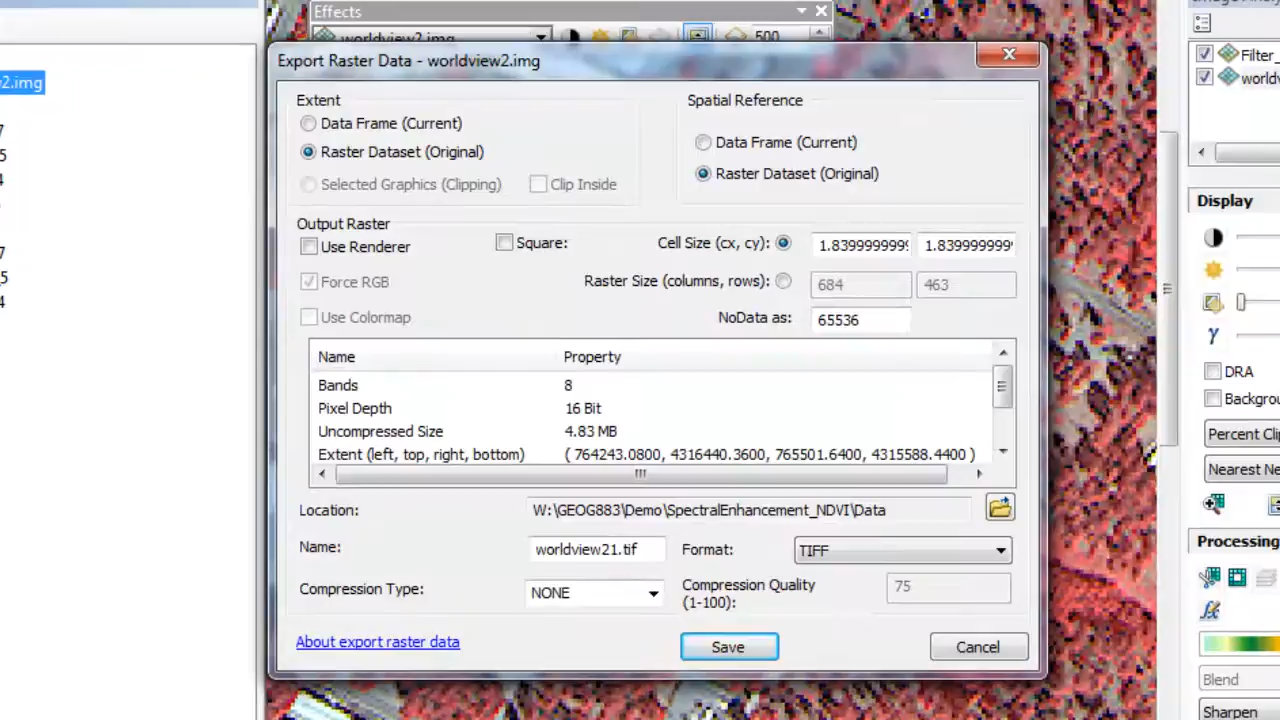 Effects
worldview2.img
500
Export Raster Data - worldview2.img
2.img
7
5
4
7
_5
4
Extent
Data Frame (Current)
Raster Dataset (Original)
Selected Graphics (Clipping)
Clip Inside
Spatial Reference
Data Frame (Current)
Raster Dataset (Original)
Output Raster
Use Renderer
Square:
Cell Size (cx, cy):
1.839999999
1.839999999
Force RGB
Raster Size (columns, rows):
684
463
Use Colormap
NoData as:
65536
Name Property
Bands 8
Pixel Depth 16 Bit
Uncompressed Size 4.83 MB
Extent (left, top, right, bottom) ( 764243.0800, 4316440.3600, 765501.6400, 4315588.4400 )
Location: W:\GEOG883\Demo\SpectralEnhancement_NDVI\Data
Name: worldview21.tif
Format: TIFF
Compression Type: NONE
Compression Quality
(1-100):
75
About export raster data
Save
Cancel
Filter_
worldv
Display
γ
DRA
Backgrou
Percent Cli
Nearest Ne
Processing
Blend
Sharpen